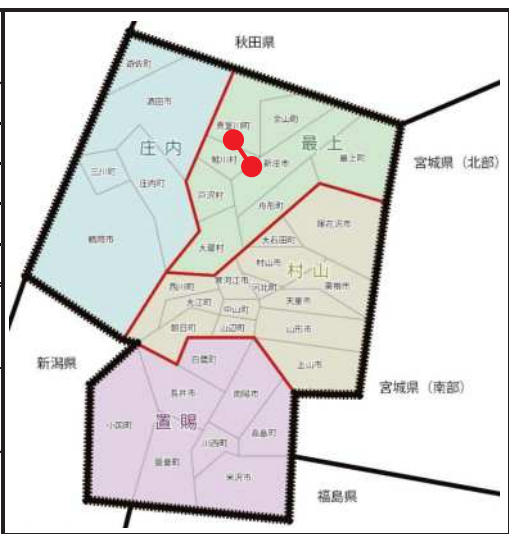 秋田県
遊佐町
酒田市
真室川町
金山町
庄内
最上
鮭川村
新庄市
最上町
宮城県（北部）
三川町
庄内町
戸沢村
舟形町
鶴岡市
大蔵村
大石田町
尾花沢市
村山市
村山
西川町
寒河江市
河北町
東根市
大江町
中山町
天童市
朝日町
山辺町
山形市
新潟県
白鷹町
上山市
宮城県（南部）
長井市
南陽市
小国町
置賜
高畠町
川西町
飯豊町
米沢市
福島県